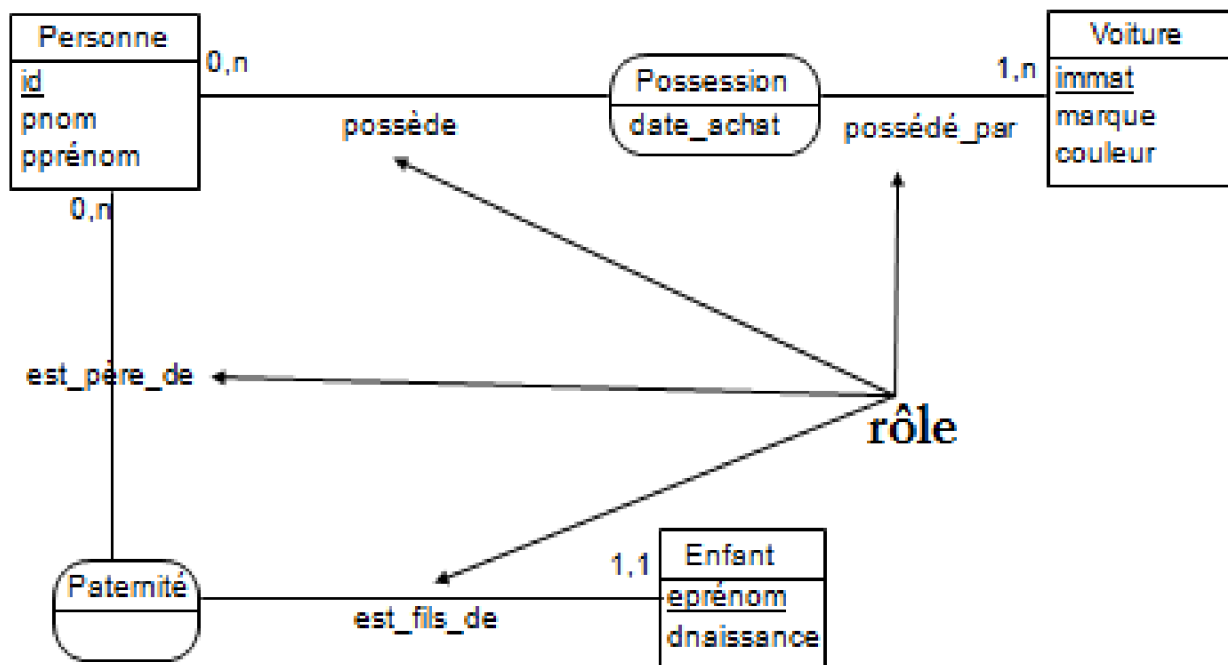 Personne
id
pnom
pprénom
0,n
possède
Possession
date_achat
1,n
possédé_par
Voiture
immat
marque
couleur
0,n
est_père_de
rôle
Paternité
est_fils_de
1,1
Enfant
eprénom
dnaissance